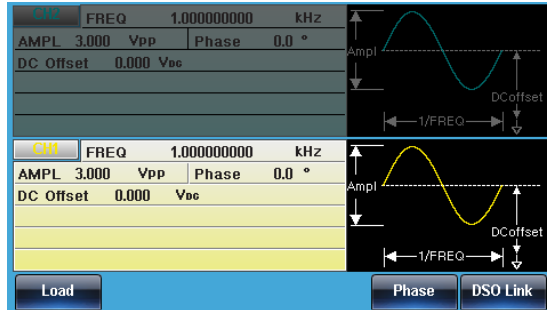 CH2 FREQ 1.000000000 kHz
AMPL 3.000 Vpp Phase 0.0 °
DC Offset 0.000 VDC
Ampl
DCoffset
1/FREQ
CH1 FREQ 1.000000000 kHz
AMPL 3.000 Vpp Phase 0.0 °
DC Offset 0.000 VDC
Ampl
DCoffset
1/FREQ
Load Phase DSO Link